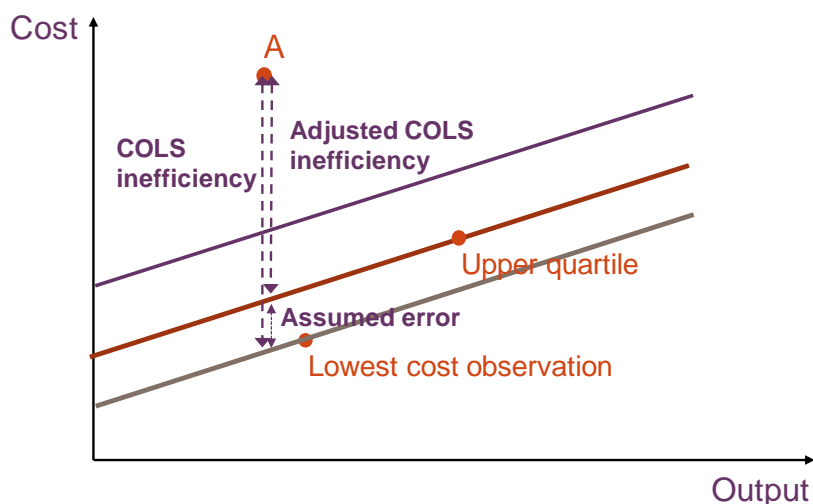 Cost
A
COLS
inefficiency
Adjusted COLS
inefficiency
Upper quartile
Assumed error
Lowest cost observation
Output